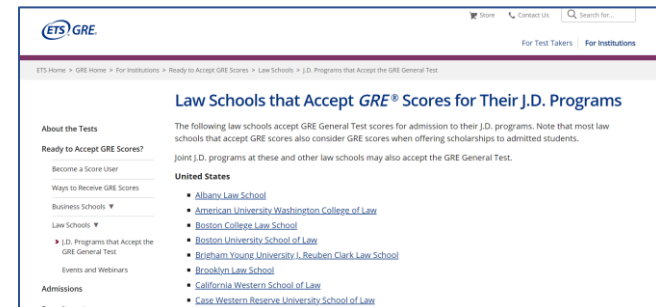 Store Contact Us Search for...
ETS GRE.
For Test Takers For Institutions
ETS Home > GRE Home > For Institutions > Ready to Accept GRE Scores > Law Schools > J.D. Programs that Accept the GRE General Test
Law Schools that Accept GRE® Scores for Their J.D. Programs
About the Tests
Ready to Accept GRE Scores?
Become a Score User
Ways to Receive GRE Scores
Business Schools ▼
Law Schools ▼
J.D. Programs that Accept the
GRE General Test
Events and Webinars
Admissions
The following law schools accept GRE General Test scores for admission to their J.D. programs. Note that most law
schools that accept GRE scores also consider GRE scores when offering scholarships to admitted students.
Joint J.D. programs at these and other law schools may also accept the GRE General Test.
United States
Albany Law School
American University Washington College of Law
Boston College Law School
Boston University School of Law
Brigham Young University J. Reuben Clark Law School
Brooklyn Law School
California Western School of Law
Case Western Reserve University School of Law